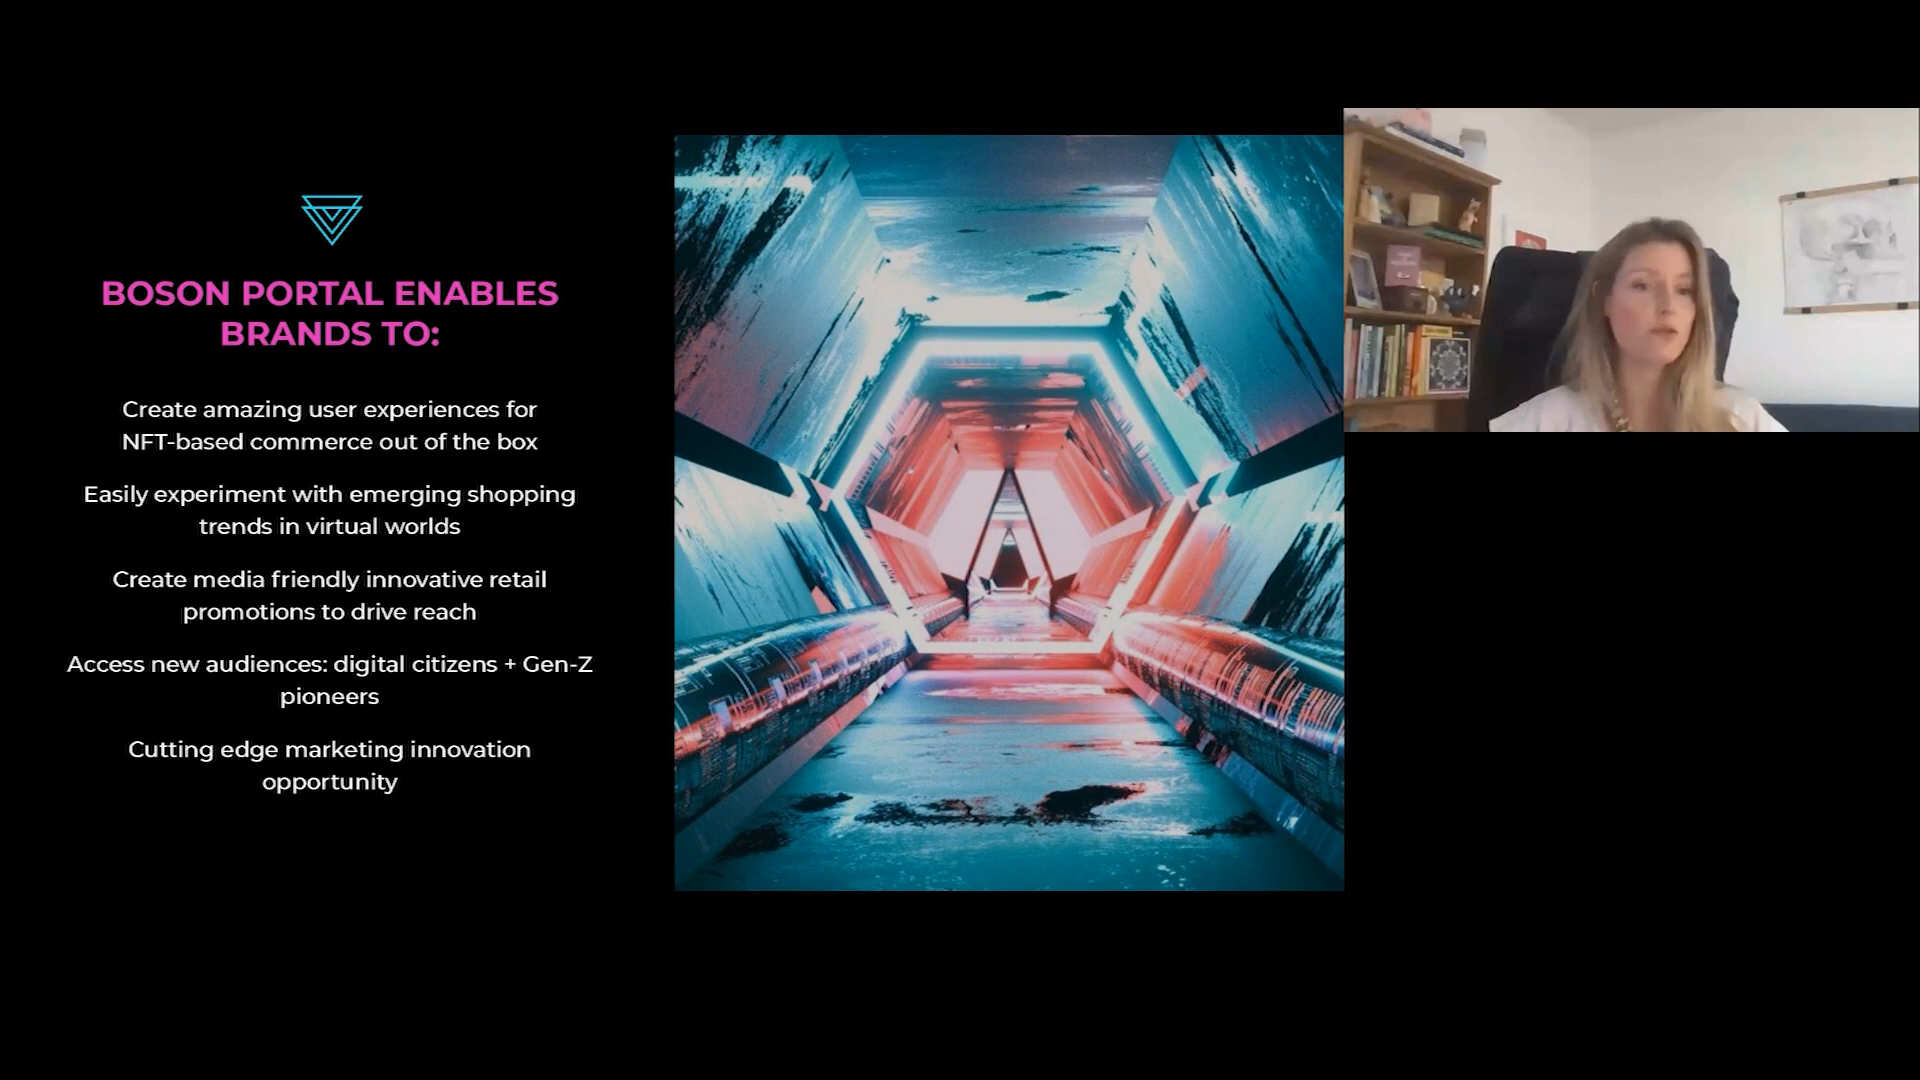 BOSON PORTAL ENABLES
BRANDS TO:
Create amazing user experiences for
NFT-based commerce out of the box
Easily experiment with emerging shopping
trends in virtual worlds
Create media friendly innovative retail
promotions to drive reach
Access new audiences: digital citizens + Gen-Z
pioneers
Cutting edge marketing innovation
opportunity